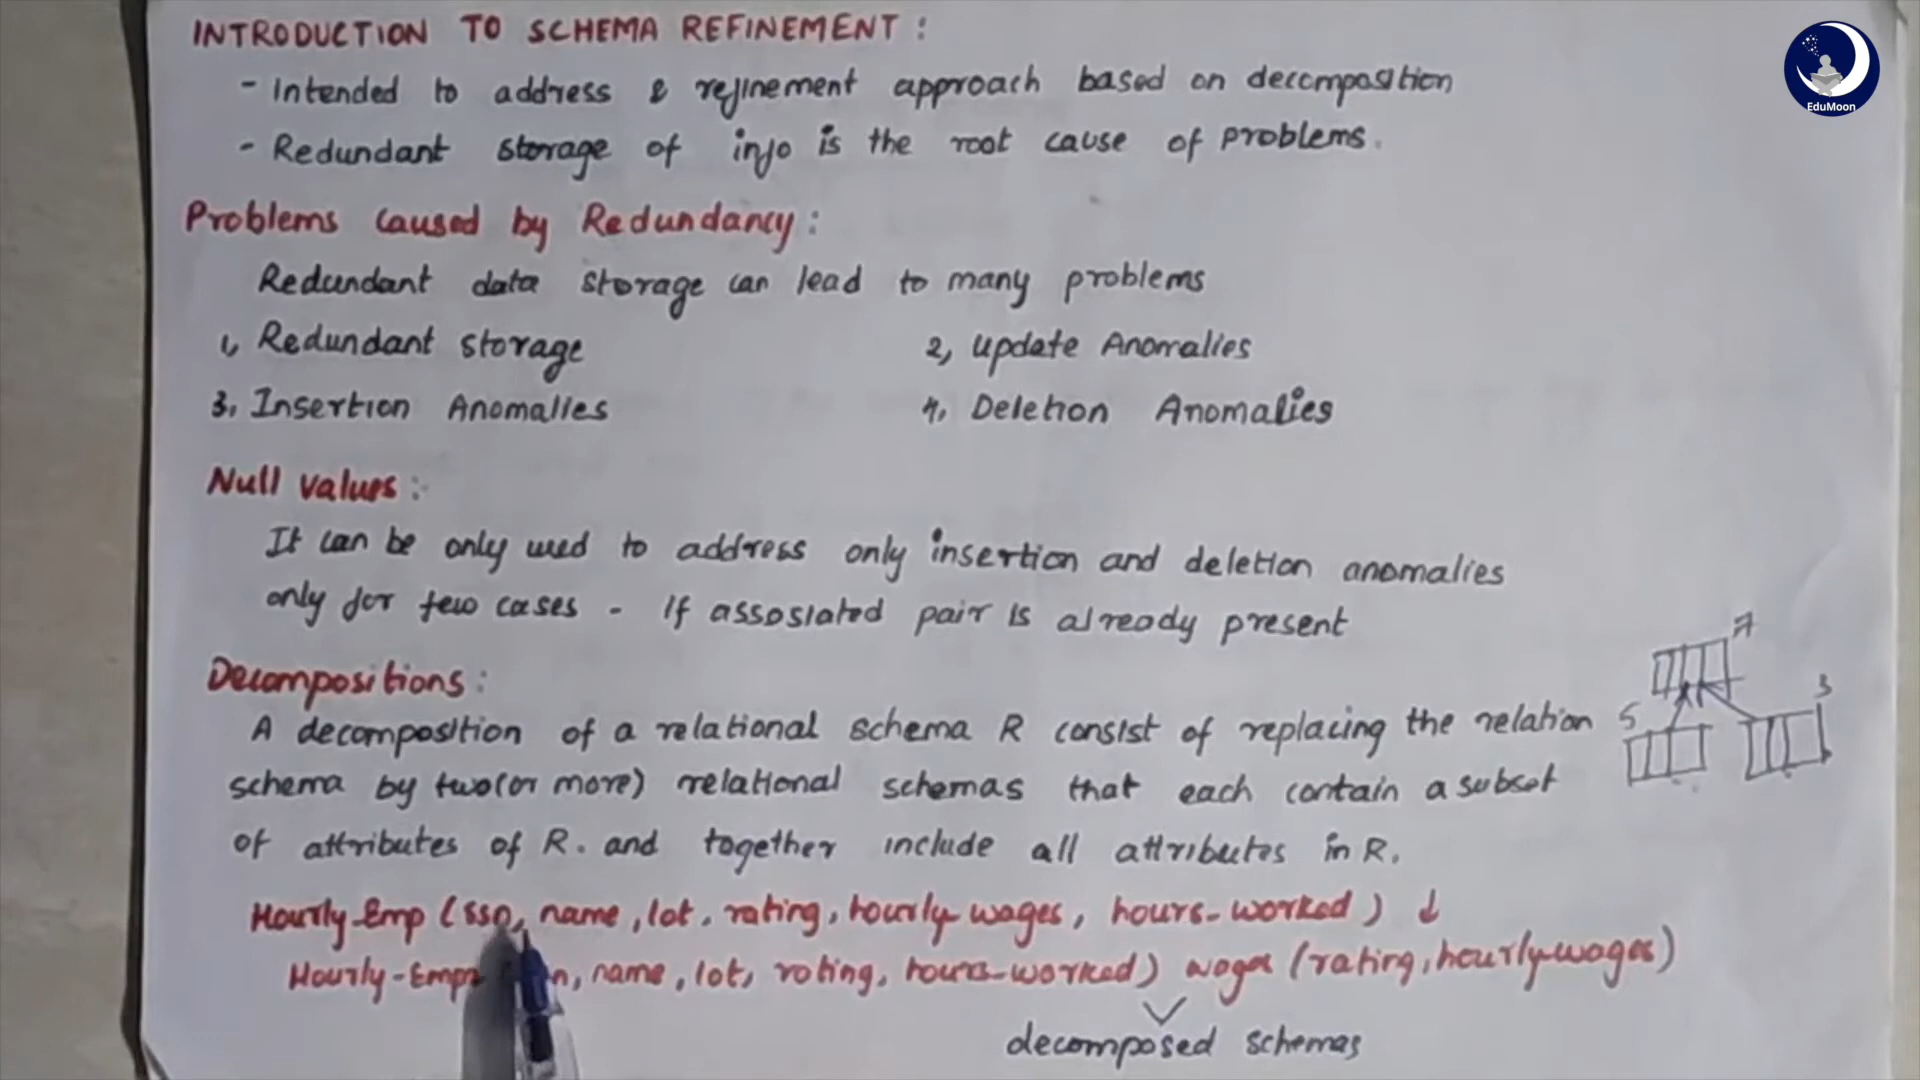 INTRODUCTION TO SCHEMA REFINEMENT :
- Intended to address & refinement approach based on decomposition
- Redundant storage of info is the root cause of problems.
Problems caused by Redundancy :
Redundant data storage can lead to many problems
1, Redundant storage
2, update Anomalies
3, Insertion Anomalies
4, Deletion Anomalies
Null values :
It can be only used to address only insertion and deletion anomalies
only for few cases - If assosiated pair is already present
Decompositions :
A decomposition of a relational schema R consist of replacing the relation
schema by two(or more) relational schemas that each contain a subset
of attributes of R. and together include all attributes in R.
Hourly-Emp (ssn, name, lot, rating, hourly-wages, hours-worked) ↓
name, lot, rating, hours-worked) wages (rating, hourly-wages)
decomposed schemas
7
5
3
EduMoon